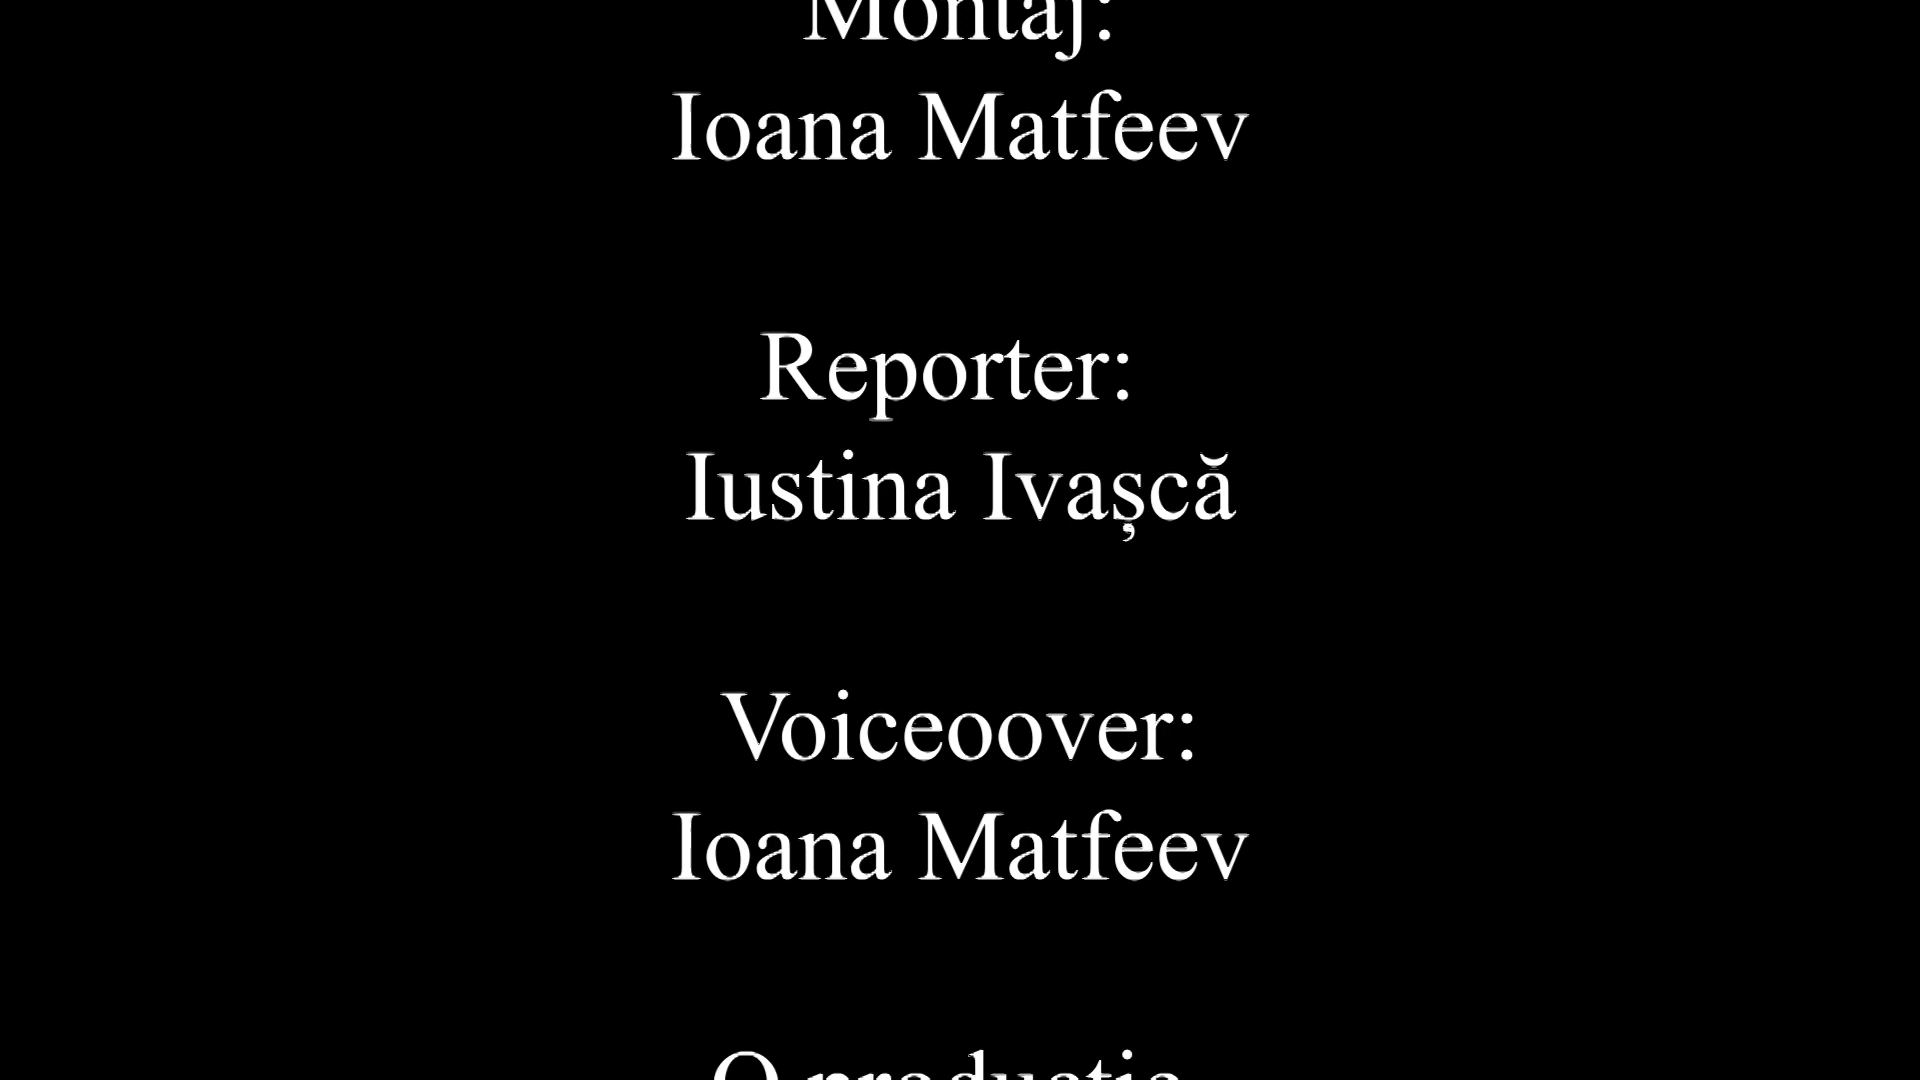 Montaj:
Ioana Matfeev
Reporter:
Iustina Ivașcă
Voiceoover:
Ioana Matfeev
O